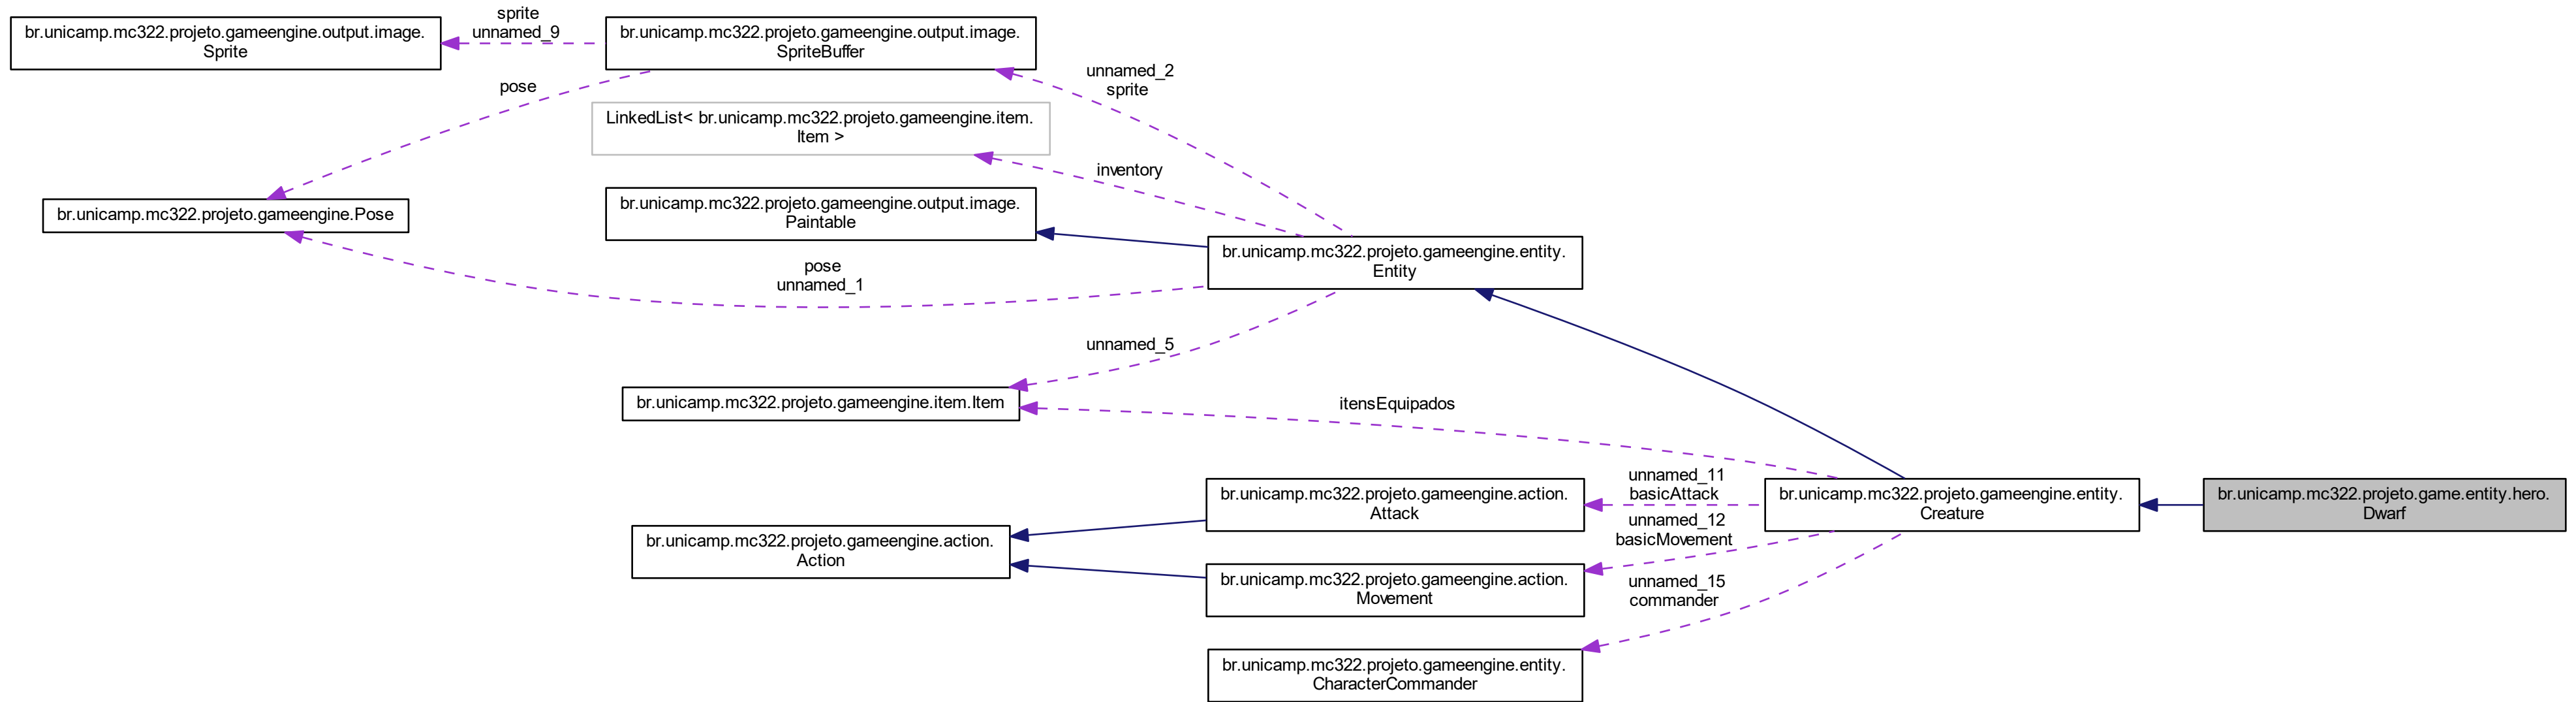 br.unicamp.mc322.projeto.gameengine.output.image.
Sprite
sprite
unnamed_9
br.unicamp.mc322.projeto.gameengine.output.image.
SpriteBuffer
pose
unnamed_2
sprite
LinkedList< br.unicamp.mc322.projeto.gameengine.item.
Item >
inventory
br.unicamp.mc322.projeto.gameengine.Pose
br.unicamp.mc322.projeto.gameengine.output.image.
Paintable
br.unicamp.mc322.projeto.gameengine.entity.
Entity
pose
unnamed_1
unnamed_5
br.unicamp.mc322.projeto.gameengine.item.Item
itensEquipados
br.unicamp.mc322.projeto.gameengine.action.
Action
br.unicamp.mc322.projeto.gameengine.action.
Attack
unnamed_11
basicAttack
br.unicamp.mc322.projeto.gameengine.entity.
Creature
br.unicamp.mc322.projeto.game.entity.hero.
Dwarf
unnamed_12
basicMovement
br.unicamp.mc322.projeto.gameengine.action.
Movement
unnamed_15
commander
br.unicamp.mc322.projeto.gameengine.entity.
CharacterCommander